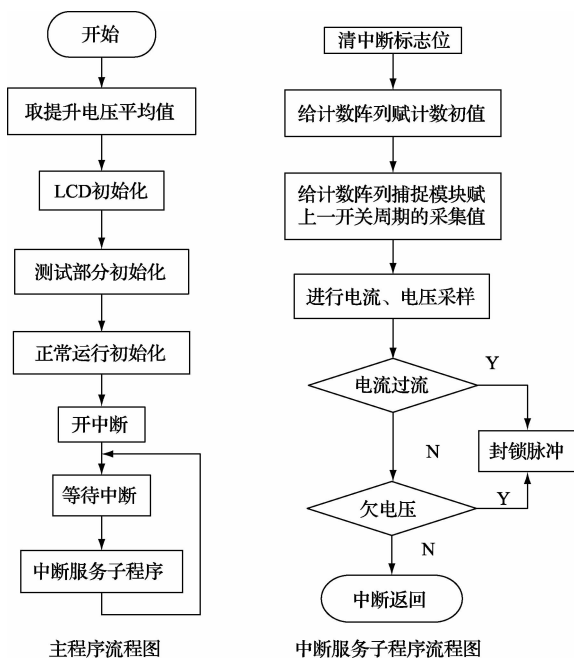 开始
取提升电压平均值
LCD初始化
测试部分初始化
正常运行初始化
开中断
等待中断
中断服务子程序
主程序流程图
清中断标志位
给计数阵列赋计数初值
给计数阵列捕捉模块赋
上一开关周期的采集值
进行电流、电压采样
电流过流
Y
N
封锁脉冲
欠电压
Y
N
中断返回
中断服务子程序流程图